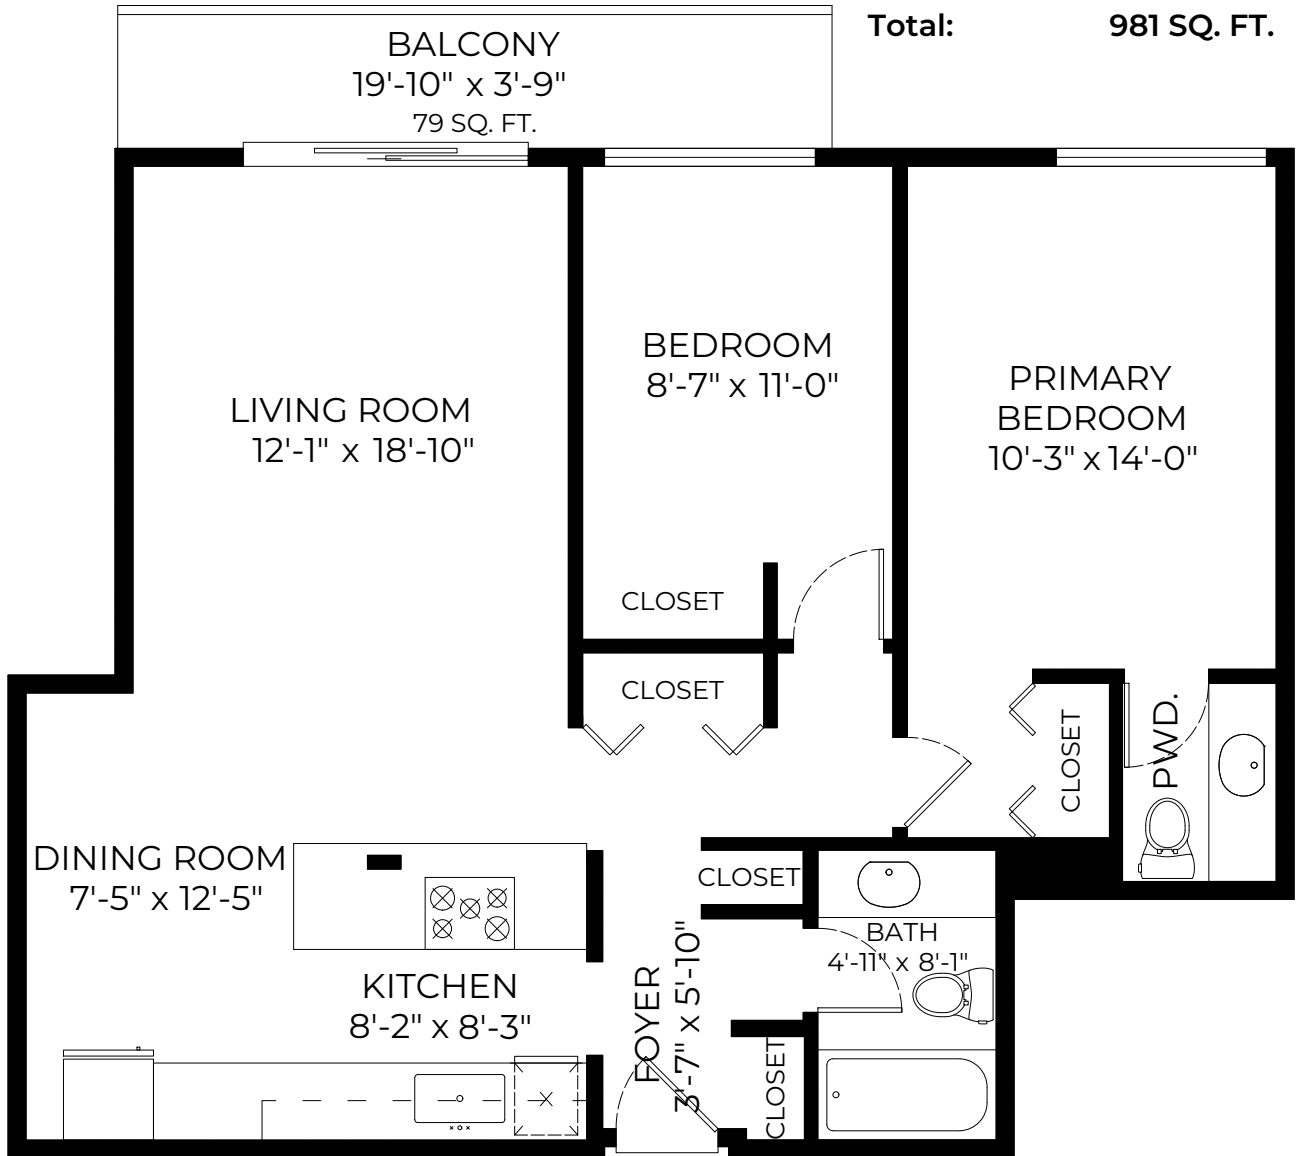 Total: 981 SQ. FT.
BALCONY
19'-10" x 3'-9"
79 SQ. FT.
BEDROOM
8'-7" x 11'-0"
PRIMARY
BEDROOM
10'-3" x 14'-0"
LIVING ROOM
12'-1" x 18'-10"
CLOSET
CLOSET
CLOSET
PWD.
DINING ROOM
7'-5" x 12'-5"
CLOSET
BATH
4'-11" x 8'-1"
KITCHEN
8'-2" x 8'-3"
FOYER
3'-7" x 5'-10"
CLOSET